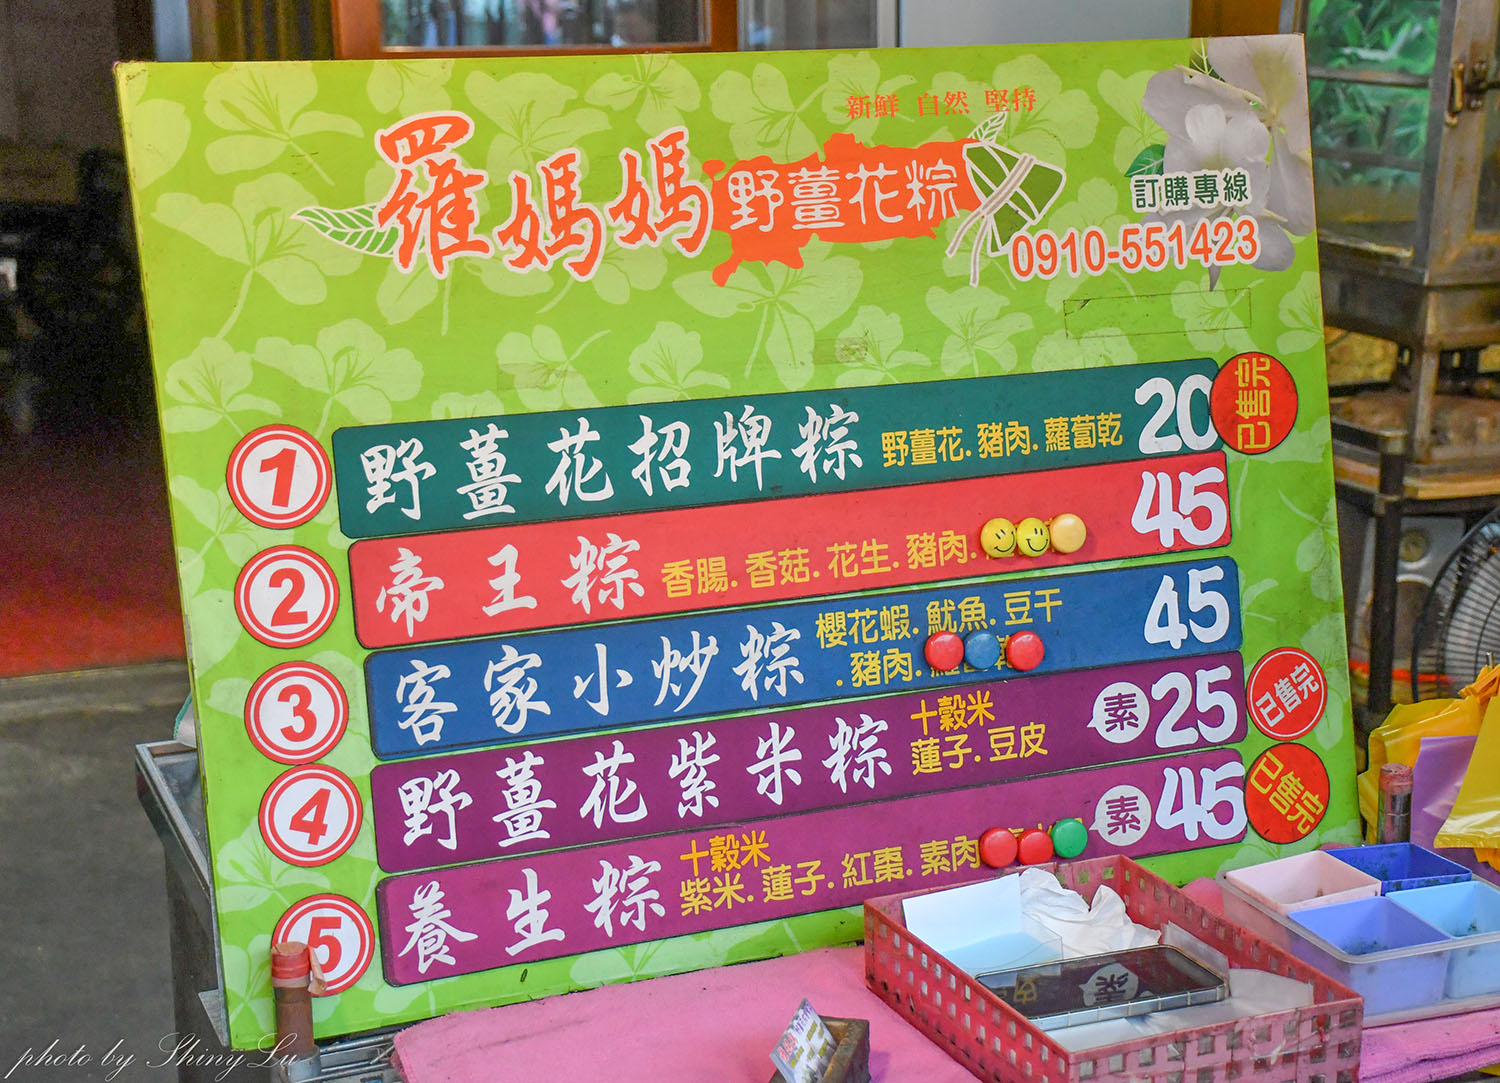 新鮮 自然 堅持
羅媽媽野薑花粽
訂購專線
0910-551423
1 野薑花招牌粽 野薑花.豬肉.蘿蔔乾 20 已售完
2 帝王粽 香腸.香菇.花生.豬肉. 45
3 客家小炒粽 櫻花蝦.魷魚.豆干 45
.豬肉.
4 野薑花紫米粽 十穀米 素 25 已售完
蓮子.豆皮
5 養生粽 十穀米 素 45 已售完
紫米.蓮子.紅棗.素肉
photo by Shiny Lu